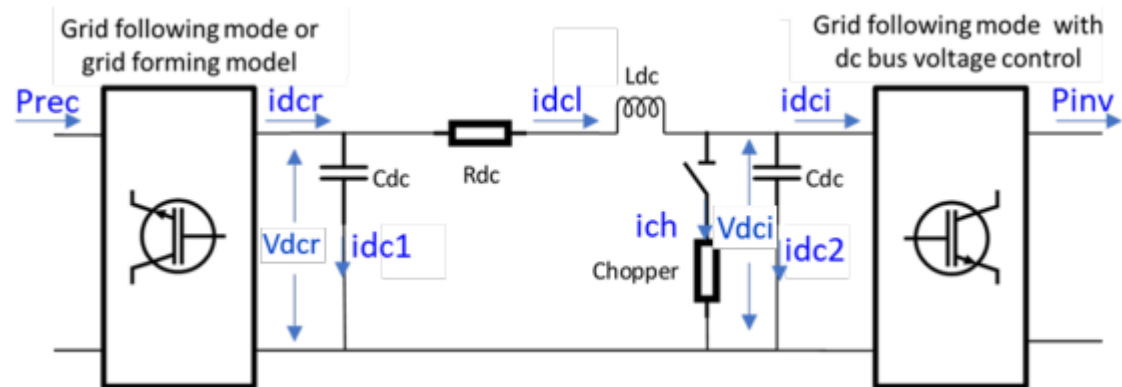 Grid following mode or
grid forming model
Grid following mode with
dc bus voltage control
Prec
idcr
idcl
Ldc
idci
Pinv
Cdc
Rdc
Cdc
Vdcr
idc1
ich
Vdci
idc2
Chopper